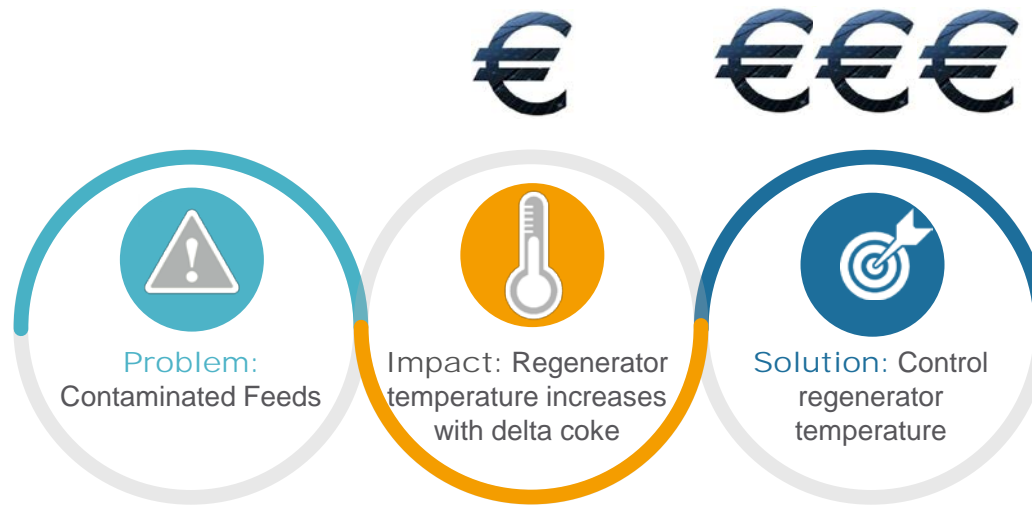 €
€€€
Problem:
Contaminated Feeds
Impact: Regenerator
temperature increases
with delta coke
Solution: Control
regenerator
temperature